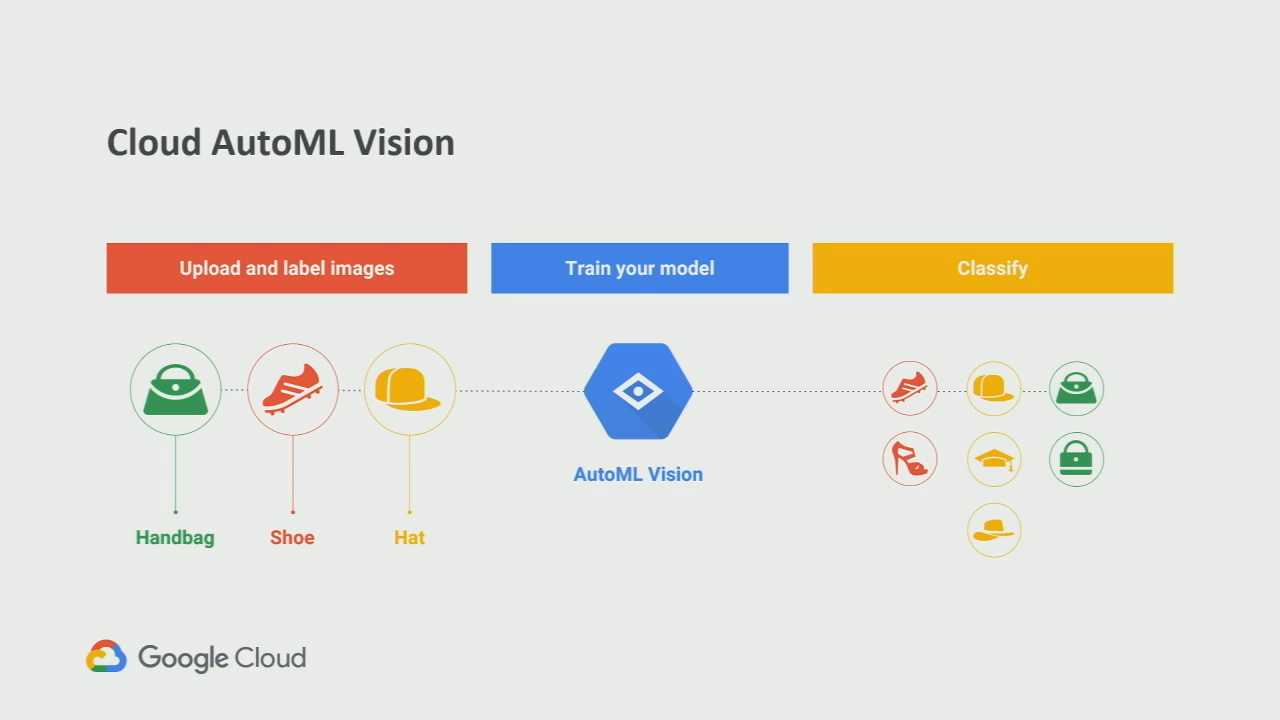 Cloud AutoML Vision
Upload and label images
Train your model
Classify
AutoML Vision
Handbag
Shoe
Hat
Google Cloud